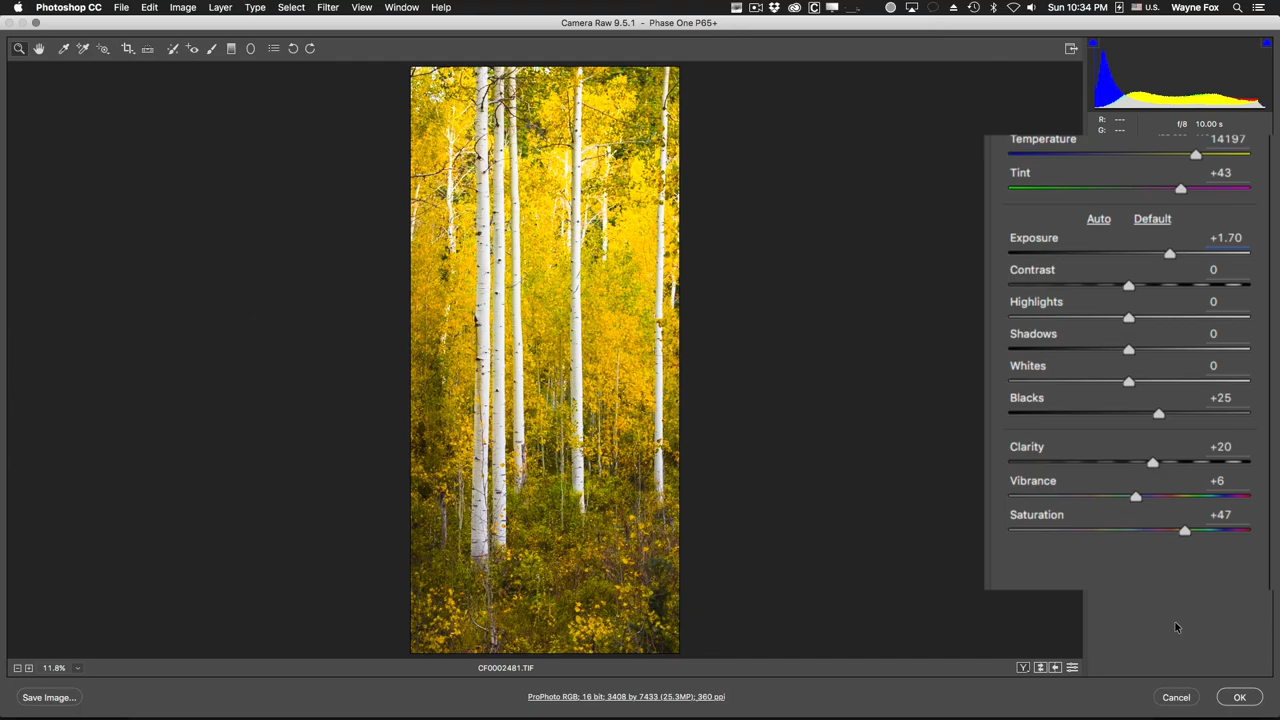 Photoshop CC File Edit Image Layer Type Select Filter View Window Help U.S. Sun 10:34 PM Wayne Fox
Camera Raw 9.5.1 - Phase One P65+
R: ---
G: ---
f/8 10.00 s
Temperature 14197
Tint +43
Auto Default
Exposure +1.70
Contrast 0
Highlights 0
Shadows 0
Whites 0
Blacks +25
Clarity +20
Vibrance +6
Saturation +47
11.8% CF0002481.TIF Y
Save Image... ProPhoto RGB; 16 bit; 3408 by 7433 (25.3MP); 360 ppi Cancel OK